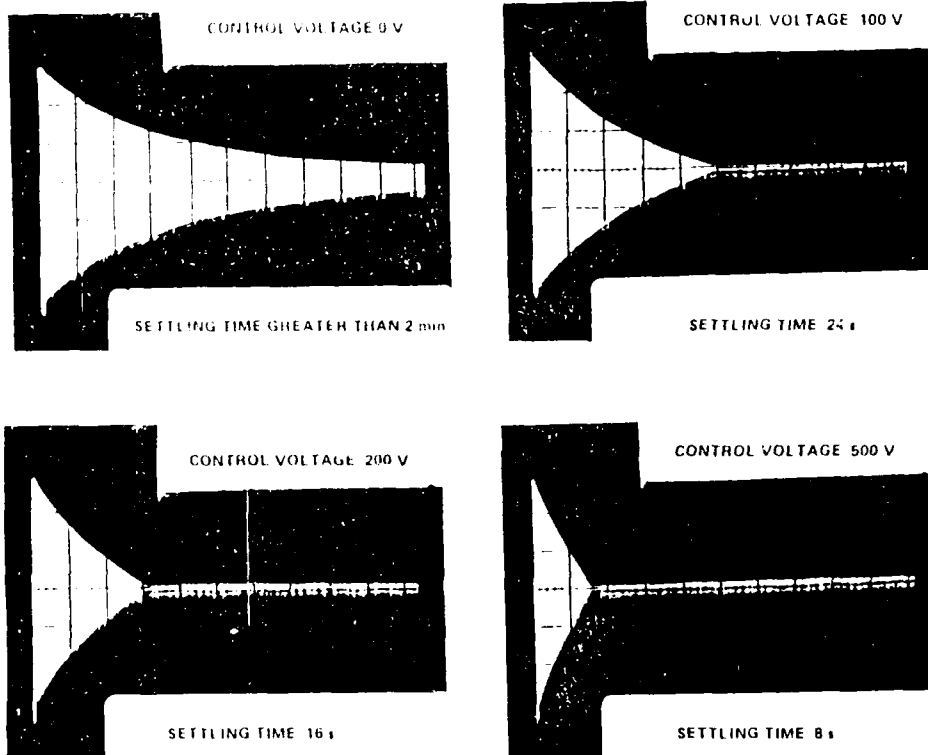 CONTROL VOLTAGE 0 V
SETTLING TIME GREATER THAN 2 min
CONTROL VOLTAGE 100 V
SETTLING TIME 24 s
CONTROL VOLTAGE 200 V
SETTLING TIME 16 s
CONTROL VOLTAGE 500 V
SETTLING TIME 8 s